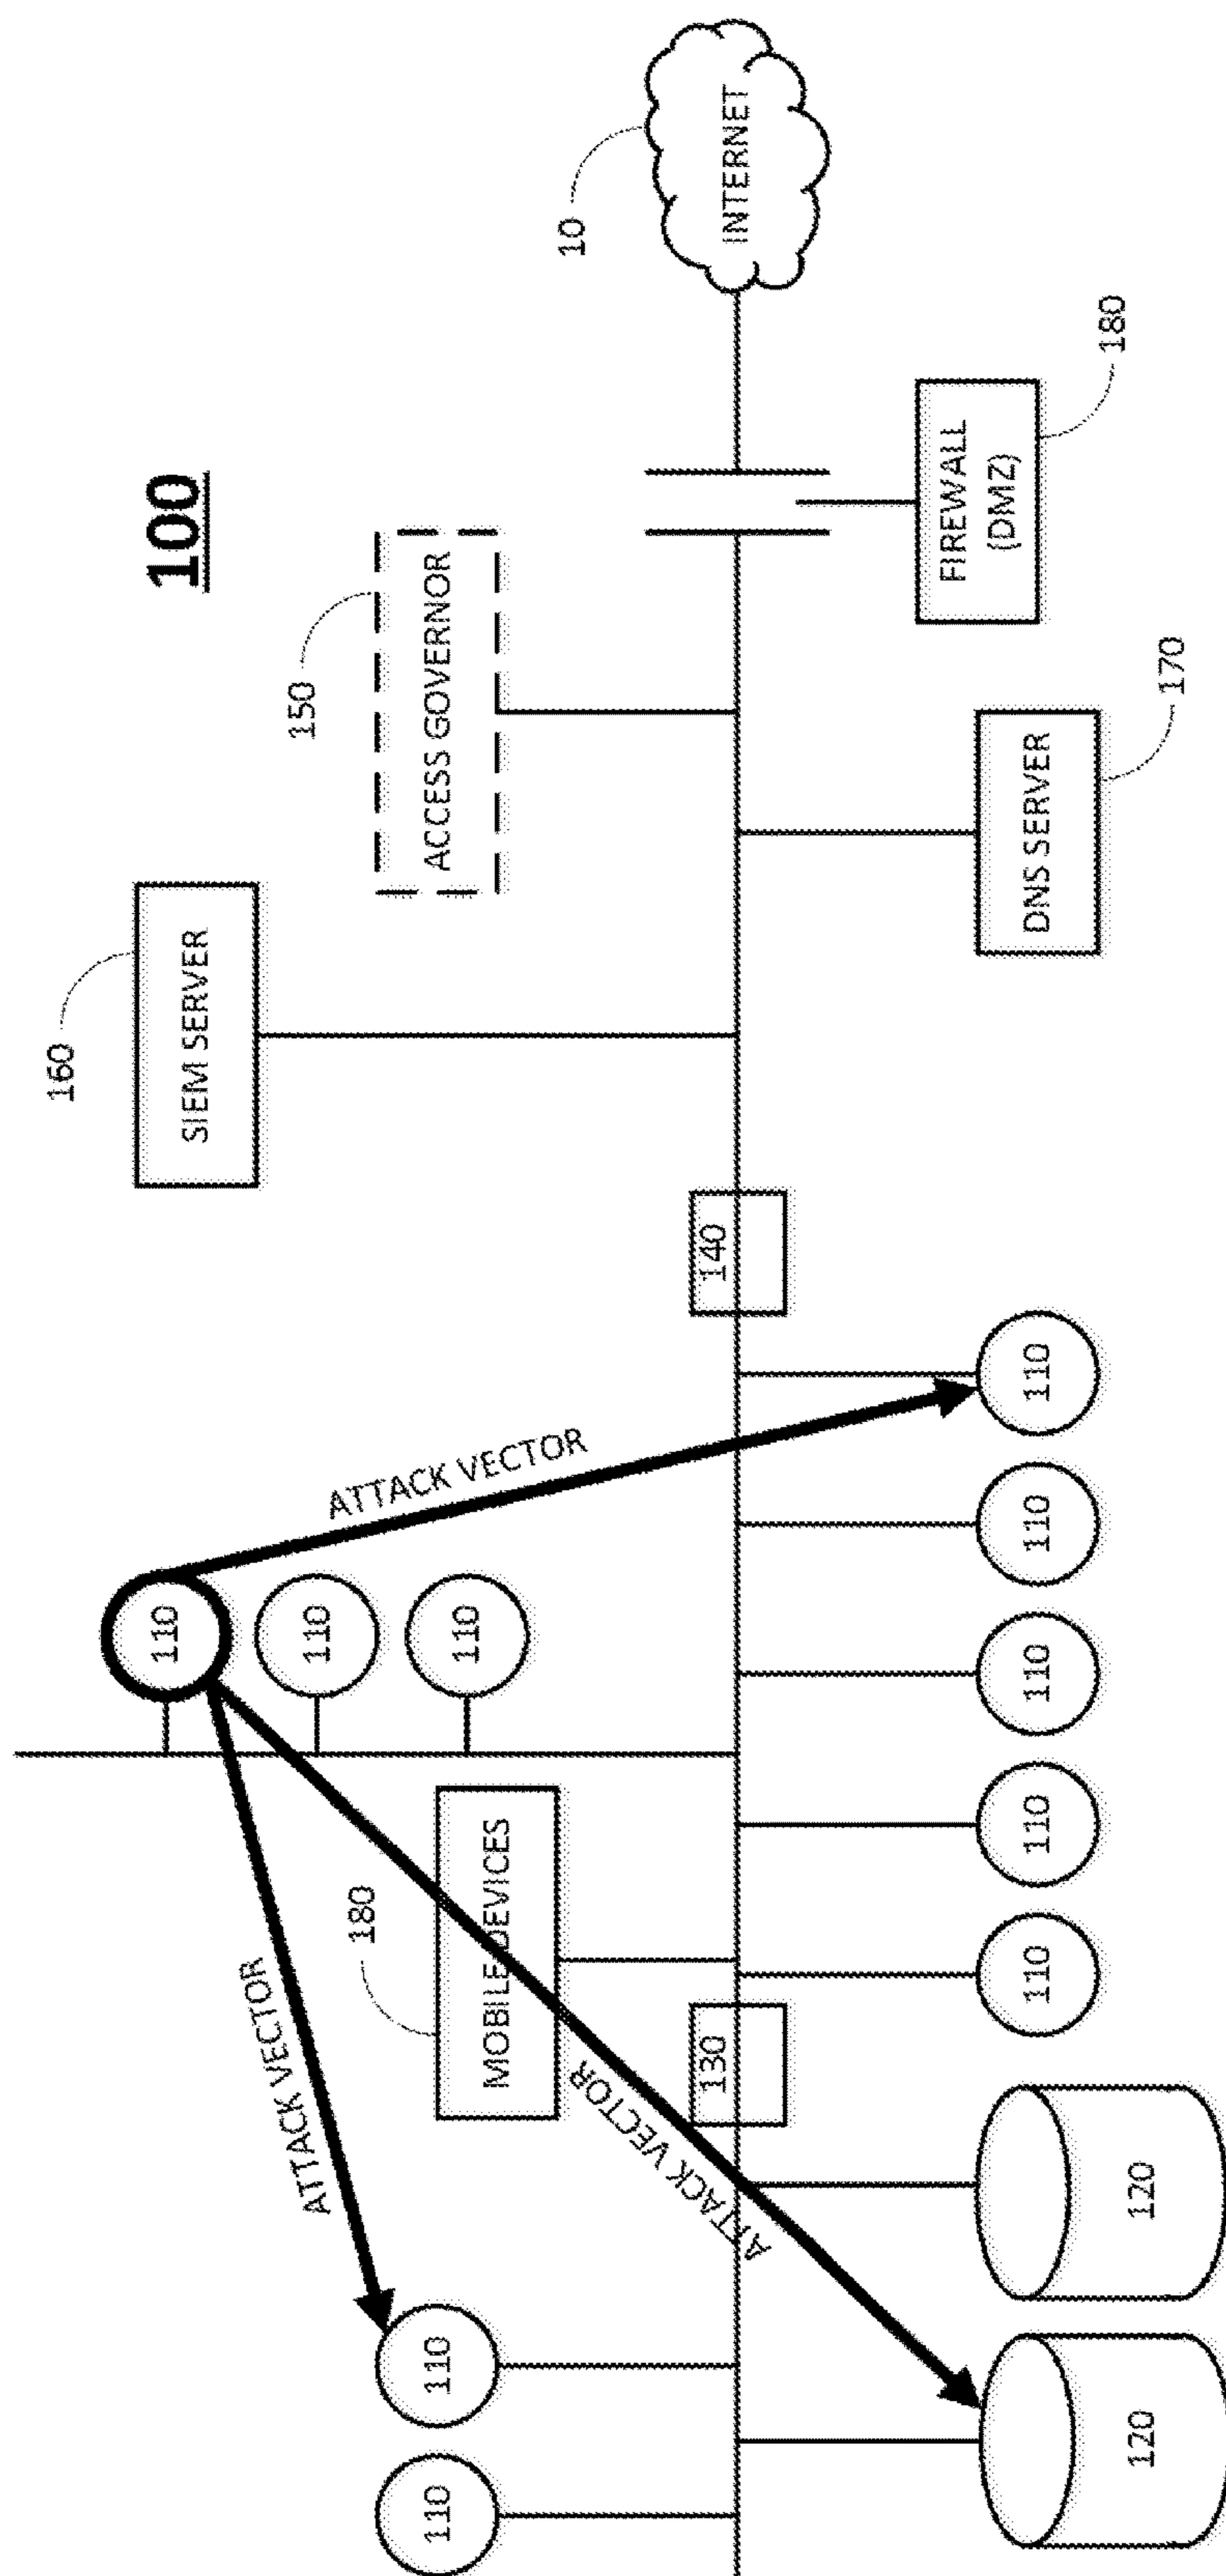 160
110
SIEM SERVER
100
ATTACK VECTOR
150
110
180
110
110
110
ATTACK VECTOR
ACCESS GOVERNOR
MOBILE DEVICES
10
ATTACK VECTOR
130
140
INTERNET
FIREWALL
(DMZ)
180
110
110
110
110
110
DNS SERVER
120
120
170